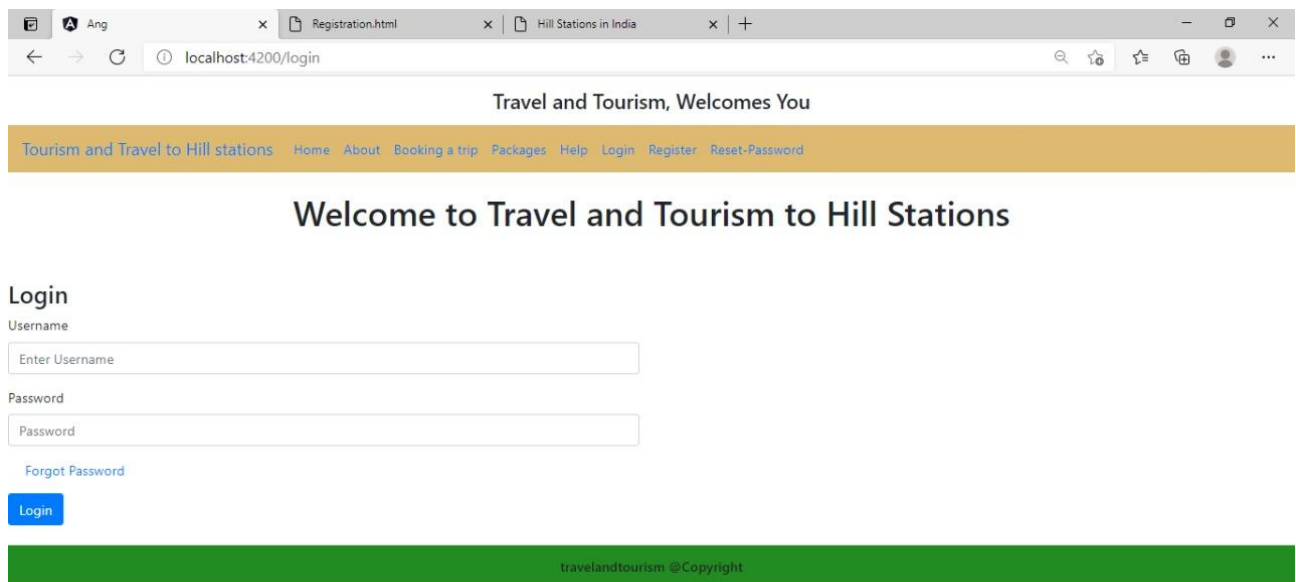 Ang Registration.html Hill Stations in India
localhost:4200/login
Travel and Tourism, Welcomes You
Tourism and Travel to Hill stations Home About Booking a trip Packages Help Login Register Reset-Password
Welcome to Travel and Tourism to Hill Stations
Login
Username
Enter Username
Password
Password
Forgot Password
Login
travelandtourism @Copyright